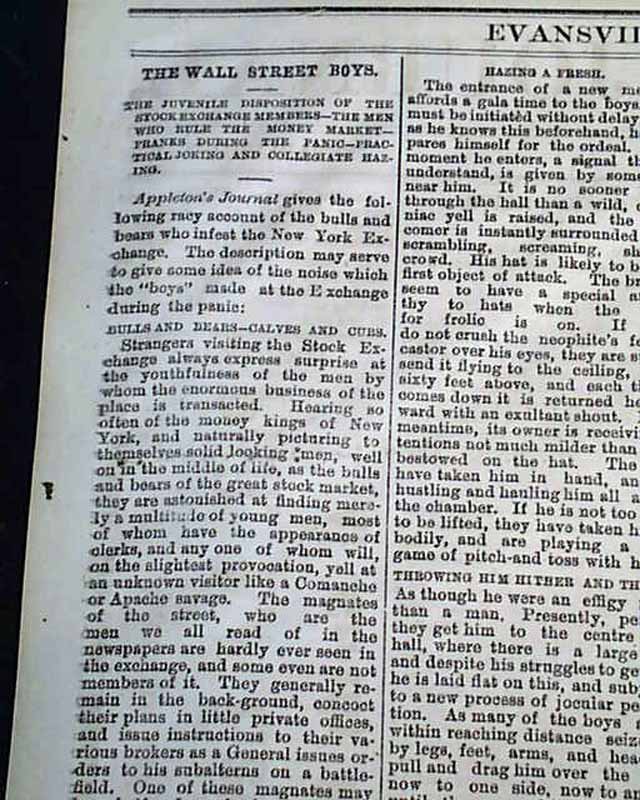 EVANSVI
THE WALL STREET BOYS.
THE JUVENILE DISPOSITION OF THE
STOCK EXCHANGE MEMBERS—THE MEN
WHO RULE THE MONEY MARKET—
PRANKS DURING THE PANIC—PRAC-
TICAL JOKING AND COLLEGIATE HAZ-
ING.
Appleton's Journal gives the fol-
lowing racy account of the bulls and
bears who infest the New York Ex-
change. The description may serve
to give some idea of the noise which
the "boys" made at the Exchange
during the panic:
BULLS AND BEARS—CALVES AND CUBS.
Strangers visiting the Stock Ex-
change always express surprise at
the youthfulness of the men by
whom the enormous business of the
place is transacted. Hearing so
often of the money kings of New
York, and naturally picturing to
themselves solid looking men, well
on in the middle of life, as the bulls
and bears of the great stock market,
they are astonished at finding mere-
ly a multitude of young men, most
of whom have the appearance of
clerks, and any one of whom will,
on the slightest provocation, yell at
an unknown visitor like a Comanche
or Apache savage. The magnates
of the street, who are the
men we all read of in the
newspapers are hardly ever seen in
the exchange, and some even are not
members of it. They generally re-
main in the back-ground, concoct
their plans in little private offices,
and issue instructions to their va-
rious brokers as a General issues or-
ders to his subalterns on a battle-
field. One of these magnates may
HAZING A FRESH.
The entrance of a new me
affords a gala time to the boys
must be initiated without delay
as he knows this beforehand, h
pares himself for the ordeal.
moment he enters, a signal th
understand, is given by some
near him. It is no sooner
through the hall than a wild,
niac yell is raised, and the
comer is instantly surrounded
scrambling, screaming, sh
crowd. His hat is likely to b
first object of attack. The br
seem to have a special
thy to hats when the
for frolic is on. If
do not crush the neophite's fe
castor over his eyes, they are su
send it flying to the ceiling,
sixty feet above, and each t
comes down it is returned he
ward with an exultant shout.
meantime, its owner is receivi
tentions not much milder than
bestowed on the hat. The
have taken him in hand, an
hustling and hauling him all a
the chamber. If he is not too
to be lifted, they have taken h
bodily, and are playing a
game of pitch-and toss with h
THROWING HIM HITHER AND TH
As though he were an effigy
than a man. Presently, pe
they get him to the centre
hall, where there is a large
and despite his struggles to ge
he is laid flat on this, and sub
to a new process of jocular pe
tion. As many of the boys
within reaching distance seiz
by legs, feet, arms, and head
pull and drag him over the
now to one side, now to an